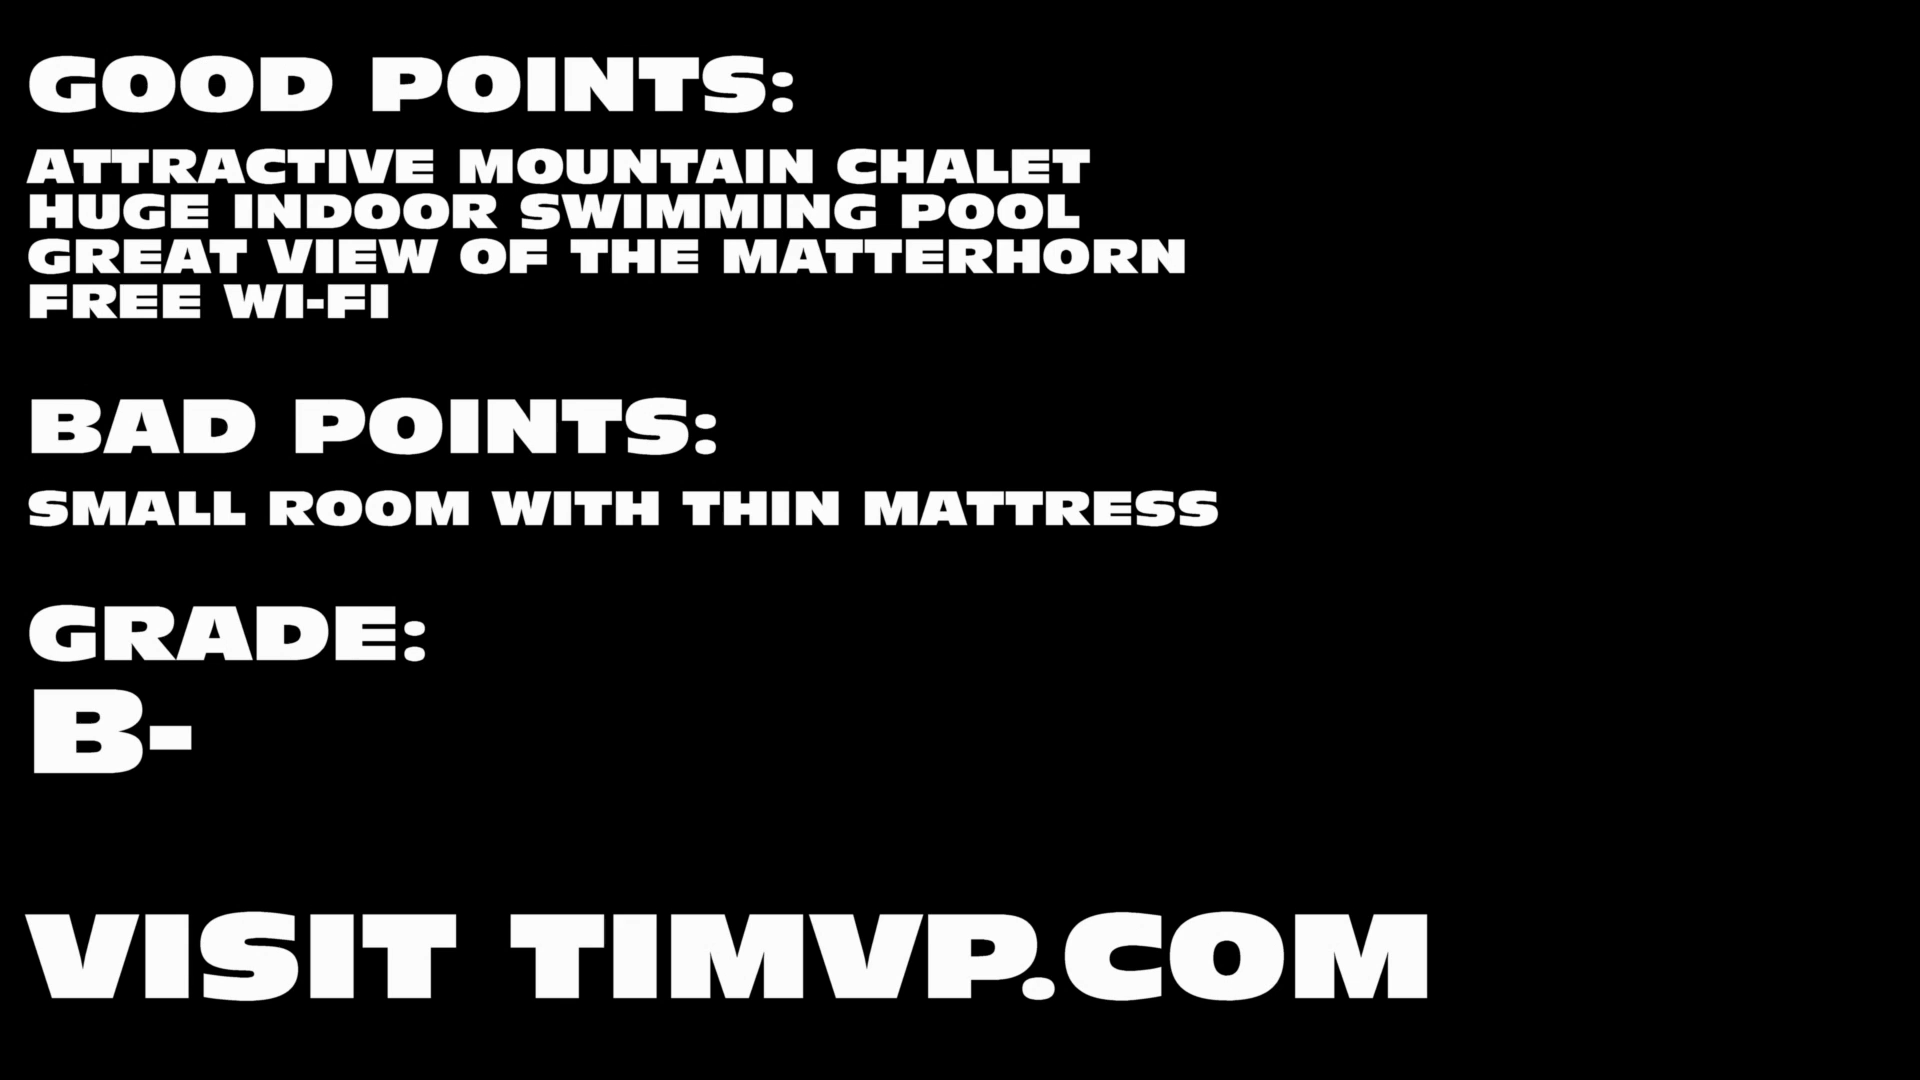 GOOD POINTS:
ATTRACTIVE MOUNTAIN CHALET
HUGE INDOOR SWIMMING POOL
GREAT VIEW OF THE MATTERHORN
FREE WI-FI
BAD POINTS:
SMALL ROOM WITH THIN MATTRESS
GRADE:
B-
VISIT TIMVP.COM